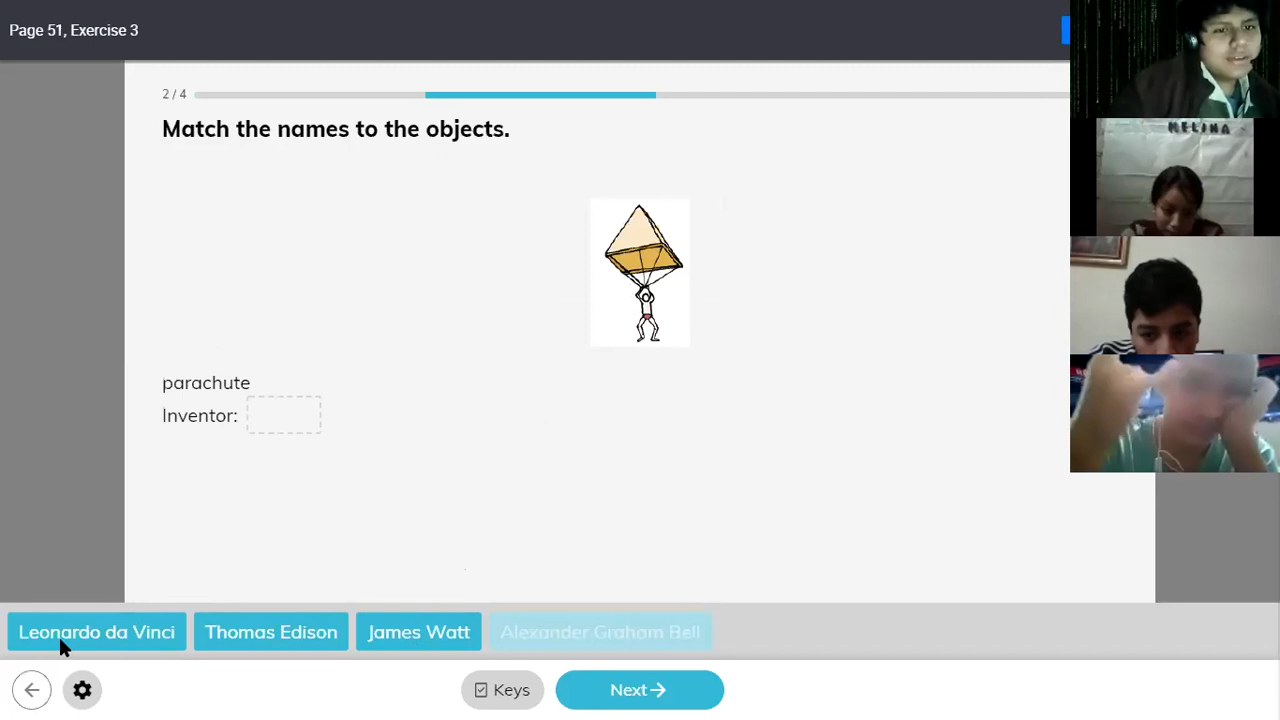 Page 51, Exercise 3
2 / 4
Match the names to the objects.
MELINA
parachute
Inventor:
Leonardo da Vinci
Thomas Edison
James Watt
Alexander Graham Bell
Keys
Next